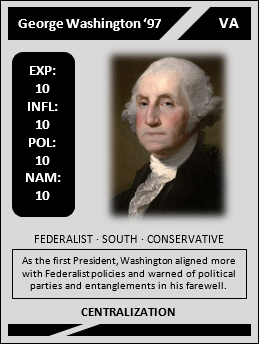 George Washington ‘97 VA
EXP:
10
INFL:
10
POL:
10
NAM:
10
FEDERALIST · SOUTH · CONSERVATIVE
As the first President, Washington aligned more
with Federalist policies and warned of political
parties and entanglements in his farewell.
CENTRALIZATION